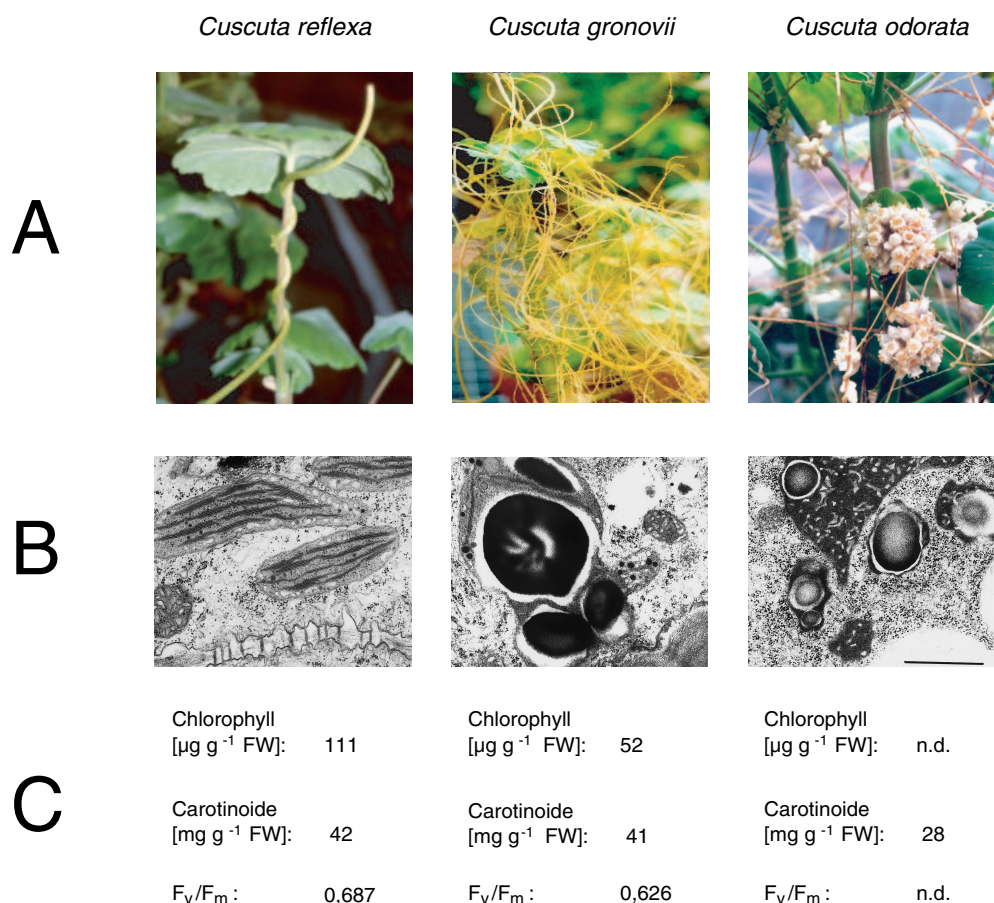 Cuscuta reflexa Cuscuta gronovii Cuscuta odorata
A
B
C
Chlorophyll
[µg g -1 FW]: 111
Carotinoide
[mg g -1 FW]: 42
Fv/Fm : 0,687
Chlorophyll
[µg g -1 FW]: 52
Carotinoide
[mg g -1 FW]: 41
Fv/Fm : 0,626
Chlorophyll
[µg g -1 FW]: n.d.
Carotinoide
[mg g -1 FW]: 28
Fv/Fm : n.d.